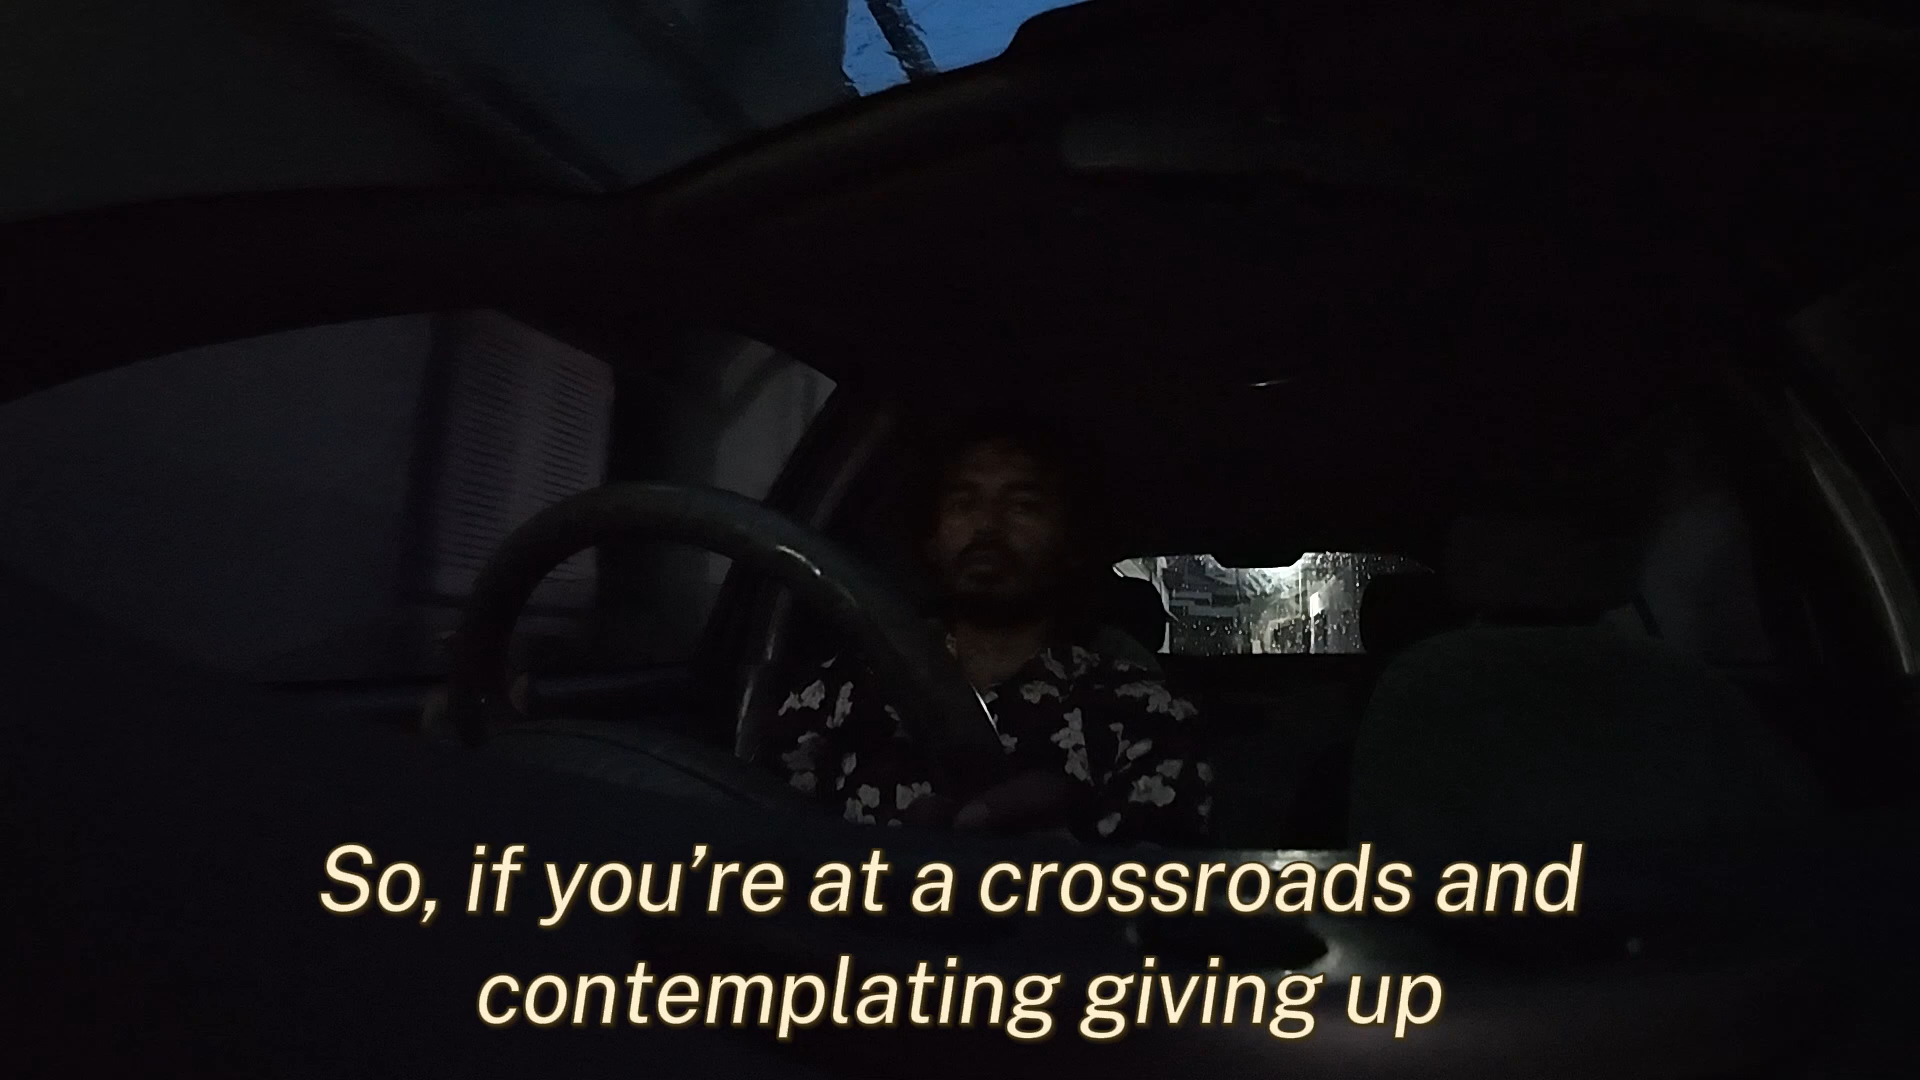 So, if you’re at a crossroads and
contemplating giving up